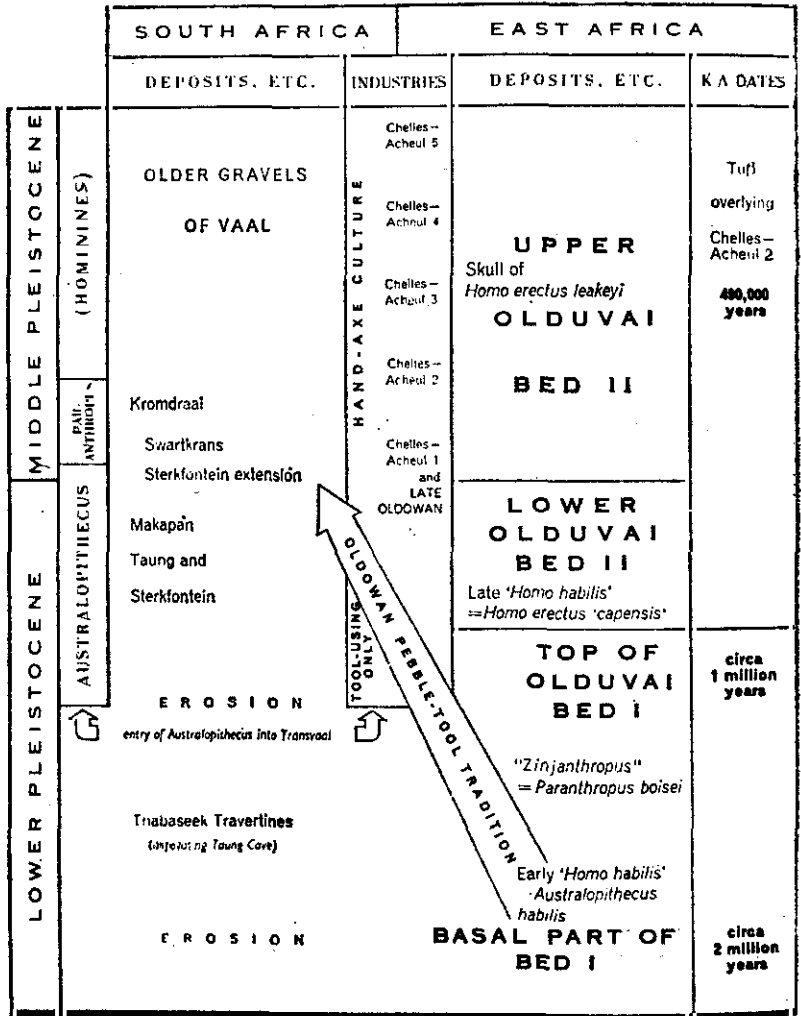 SOUTH AFRICA
EAST AFRICA
DEPOSITS, ETC.
INDUSTRIES
DEPOSITS, ETC.
K A DATES
MIDDLE PLEISTOCENE
LOWER PLEISTOCENE
(HOMININES)
AUSTRALOPITHECUS
OLDER GRAVELS
OF VAAL
Kromdraai
Swartkrans
Sterkfontein extension
Makapan
Taung and
Sterkfontein
EROSION
entry of Australopithecus into Transvaal
Thabaseek Travertines
Taung Cave)
EROSION
HAND-AXE CULTURE
TOOL-USING
ONLY
Chelles–
Acheul 5
Chelles–
Acheul 4
Chelles–
Acheul 3
Chelles–
Acheul 2
Chelles–
Acheul 1
and
LATE
OLDOWAN
OLDOWAN PEBBLE-TOOL TRADITION
UPPER
Skull of
Homo erectus leakeyi
OLDUVAI
BED II
LOWER
OLDUVAI
BED II
Late 'Homo habilis'
=Homo erectus 'capensis'
TOP OF
OLDUVAI
BED I
"Zinjanthropus"
= Paranthropus boisei
Early 'Homo habilis'
Australopithecus
habilis
BASAL PART OF
BED I
Tuff
overlying
Chelles–
Acheul 2
490,000
years
circa
1 million
years
circa
2 million
years